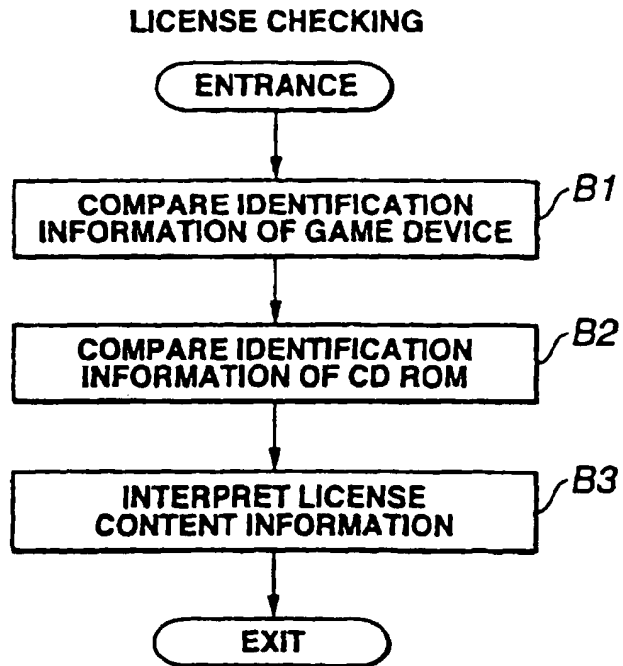 LICENSE CHECKING
ENTRANCE
COMPARE IDENTIFICATION
INFORMATION OF GAME DEVICE
B1
COMPARE IDENTIFICATION
INFORMATION OF CD ROM
B2
INTERPRET LICENSE
CONTENT INFORMATION
B3
EXIT